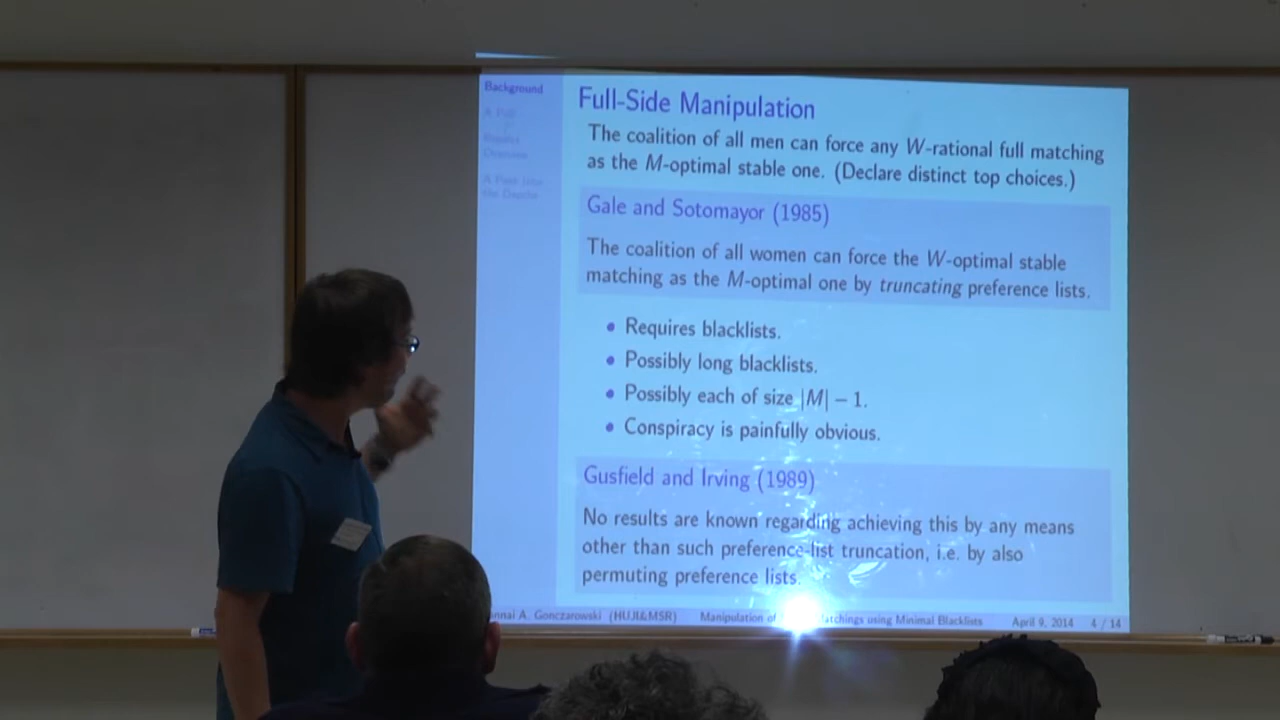 Background
Full-Side Manipulation
The coalition of all men can force any W-rational full matching
as the M-optimal stable one. (Declare distinct top choices.)
Gale and Sotomayor (1985)
The coalition of all women can force the W-optimal stable
matching as the M-optimal one by truncating preference lists.
• Requires blacklists.
• Possibly long blacklists.
• Possibly each of size |M| − 1.
• Conspiracy is painfully obvious.
Gusfield and Irving (1989)
No results are known regarding achieving this by any means
other than such preference-list truncation, i.e. by also
permuting preference lists.
A. Gonczarowski (HUJI&MSR) Manipulation of using Minimal Blacklists April 9, 2014 4 / 14